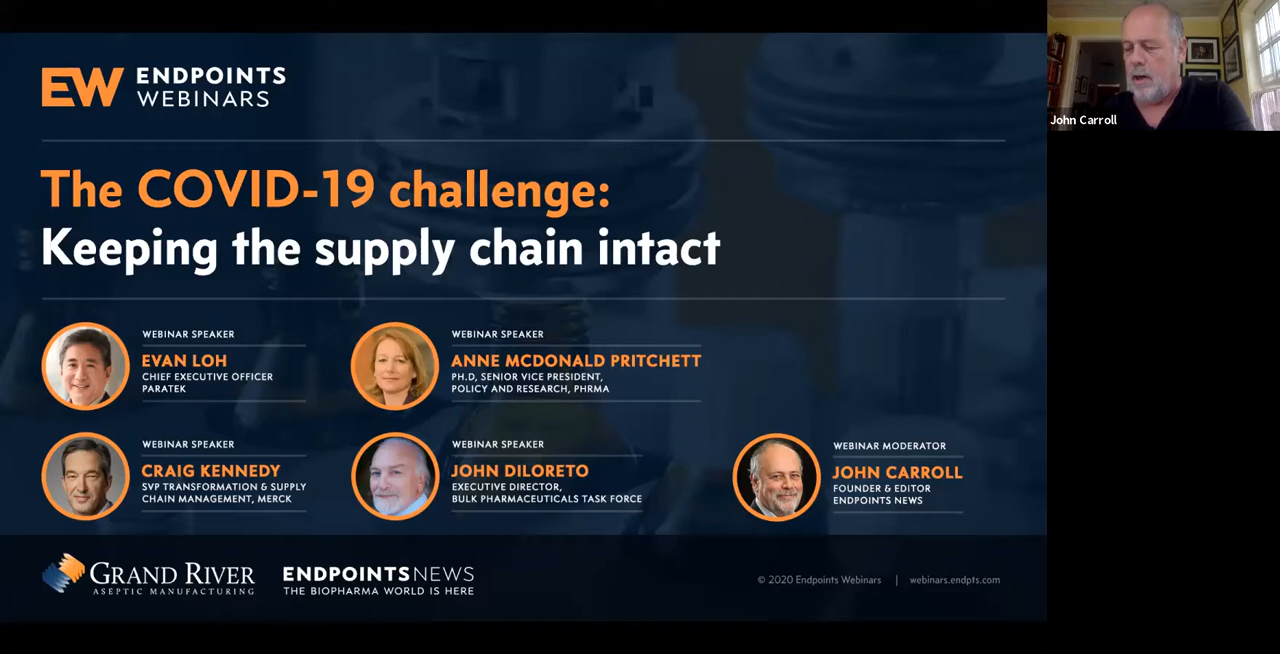 EW ENDPOINTS
WEBINARS
John Carroll
The COVID-19 challenge:
Keeping the supply chain intact
WEBINAR SPEAKER
EVAN LOH
CHIEF EXECUTIVE OFFICER
PARATEK
WEBINAR SPEAKER
ANNE MCDONALD PRITCHETT
PH.D, SENIOR VICE PRESIDENT,
POLICY AND RESEARCH, PHRMA
WEBINAR SPEAKER
CRAIG KENNEDY
SVP TRANSFORMATION & SUPPLY
CHAIN MANAGEMENT, MERCK
WEBINAR SPEAKER
JOHN DILORETO
EXECUTIVE DIRECTOR,
BULK PHARMACEUTICALS TASK FORCE
WEBINAR MODERATOR
JOHN CARROLL
FOUNDER & EDITOR
ENDPOINTS NEWS
GRAND RIVER
ASEPTIC MANUFACTURING
ENDPOINTS NEWS
THE BIOPHARMA WORLD IS HERE
© 2020 Endpoints Webinars | webinars.endpts.com